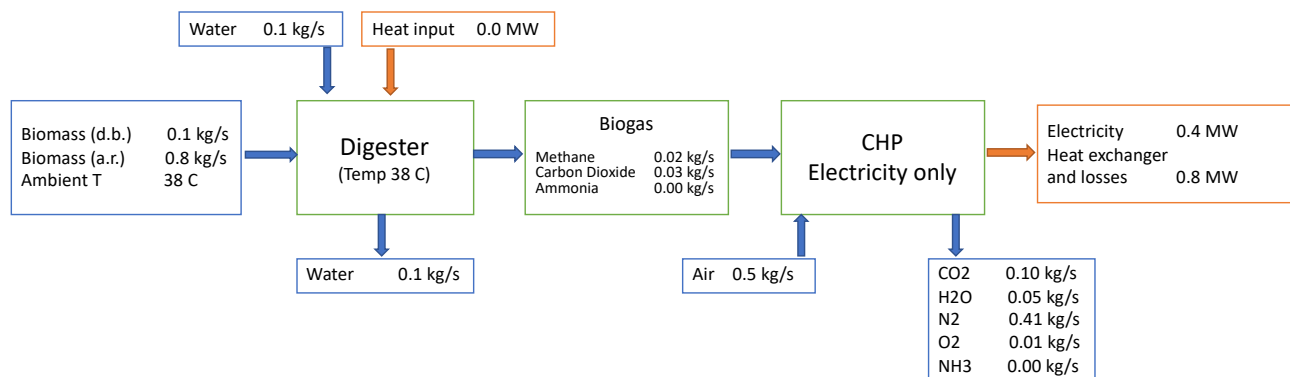 Water 0.1 kg/s
Heat input 0.0 MW
Biomass (d.b.) 0.1 kg/s
Biomass (a.r.) 0.8 kg/s
Ambient T 38 C
Digester
(Temp 38 C)
Biogas
Methane 0.02 kg/s
Carbon Dioxide 0.03 kg/s
Ammonia 0.00 kg/s
CHP
Electricity only
Electricity 0.4 MW
Heat exchanger
and losses 0.8 MW
Water 0.1 kg/s
Air 0.5 kg/s
CO2 0.10 kg/s
H2O 0.05 kg/s
N2 0.41 kg/s
O2 0.01 kg/s
NH3 0.00 kg/s